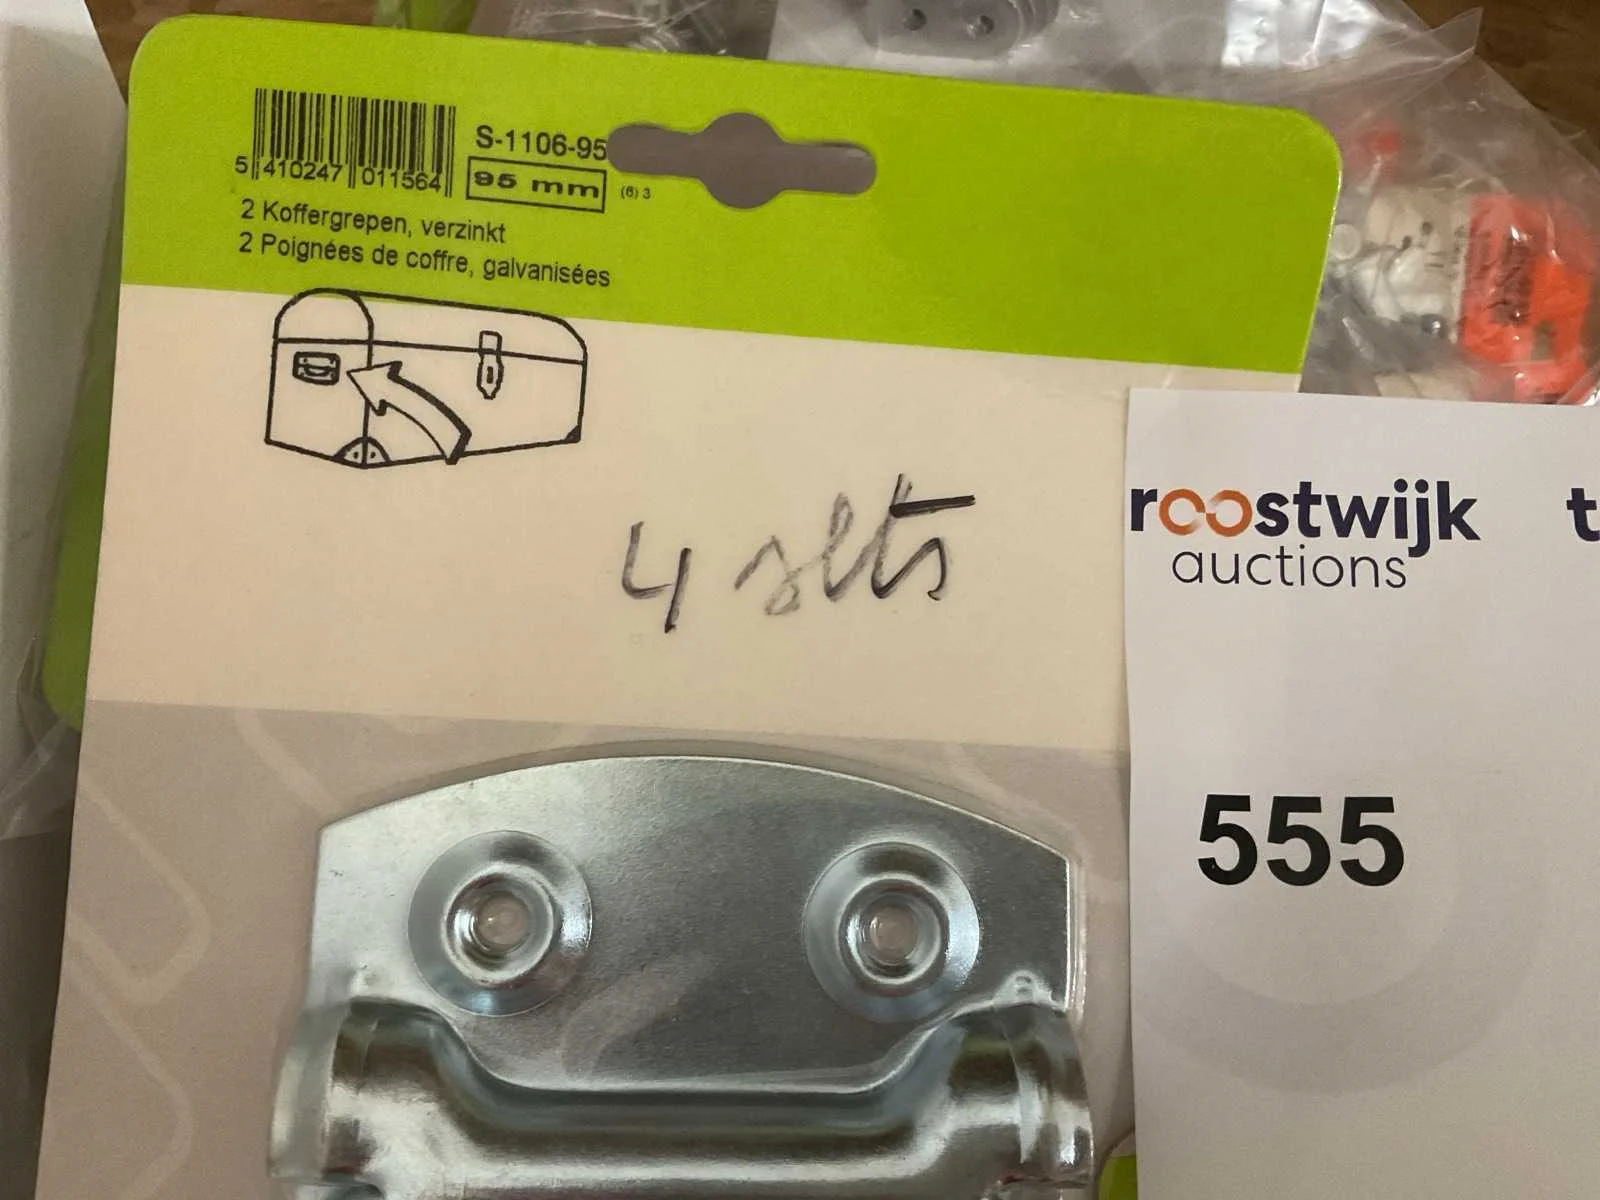 S-1106-95
95 mm
(6) 3
5 410247 011564
2 Koffergrepen, verzinkt
2 Poignées de coffre, galvanisées
4
roostwijk
auctions
t
555